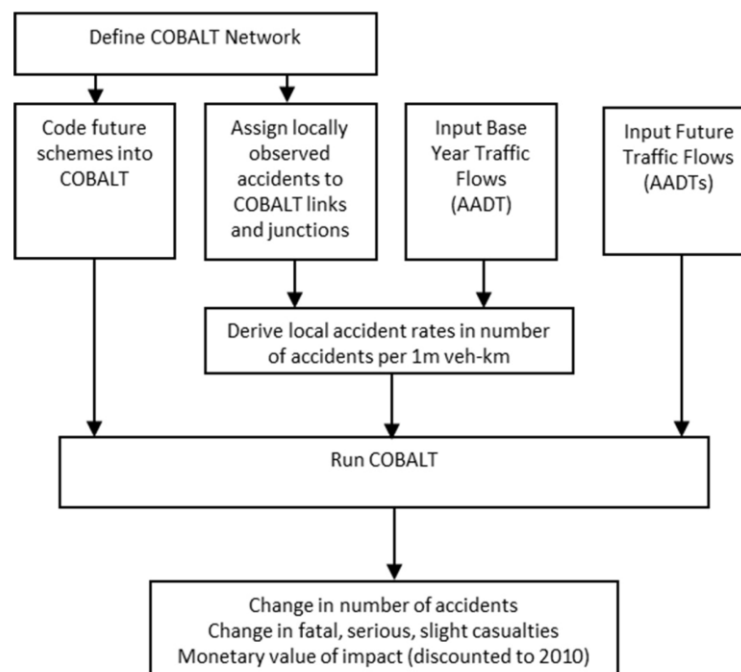 Define COBALT Network
Code future
schemes into
COBALT
Assign locally
observed
accidents to
COBALT links
and junctions
Input Base
Year Traffic
Flows
(AADT)
Input Future
Traffic Flows
(AADTs)
Derive local accident rates in number
of accidents per 1m veh-km
Run COBALT
Change in number of accidents
Change in fatal, serious, slight casualties
Monetary value of impact (discounted to 2010)